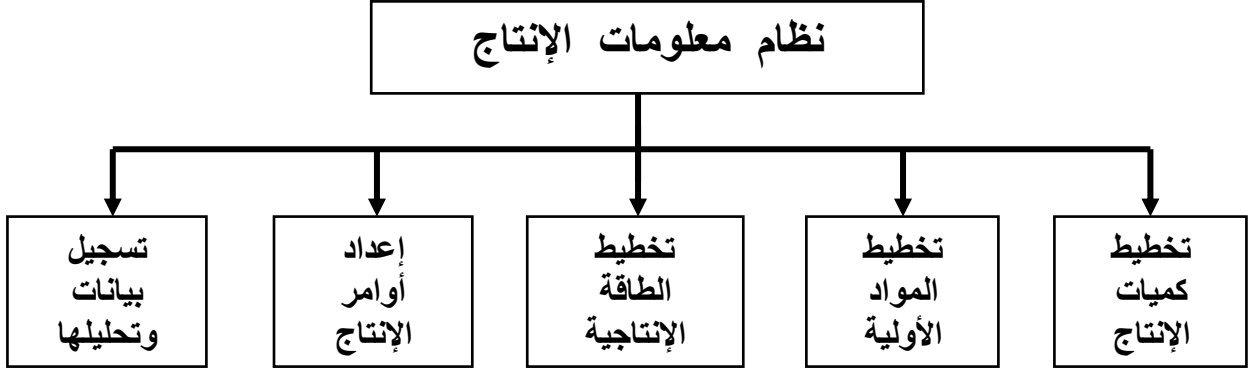 نظام معلومات الإنتاج
تخطيط
كميات
الإنتاج
تخطيط
المواد
الأولية
تخطيط
الطاقة
الإنتاجية
إعداد
أوامر
الإنتاج
تسجيل
بيانات
وتحليلها